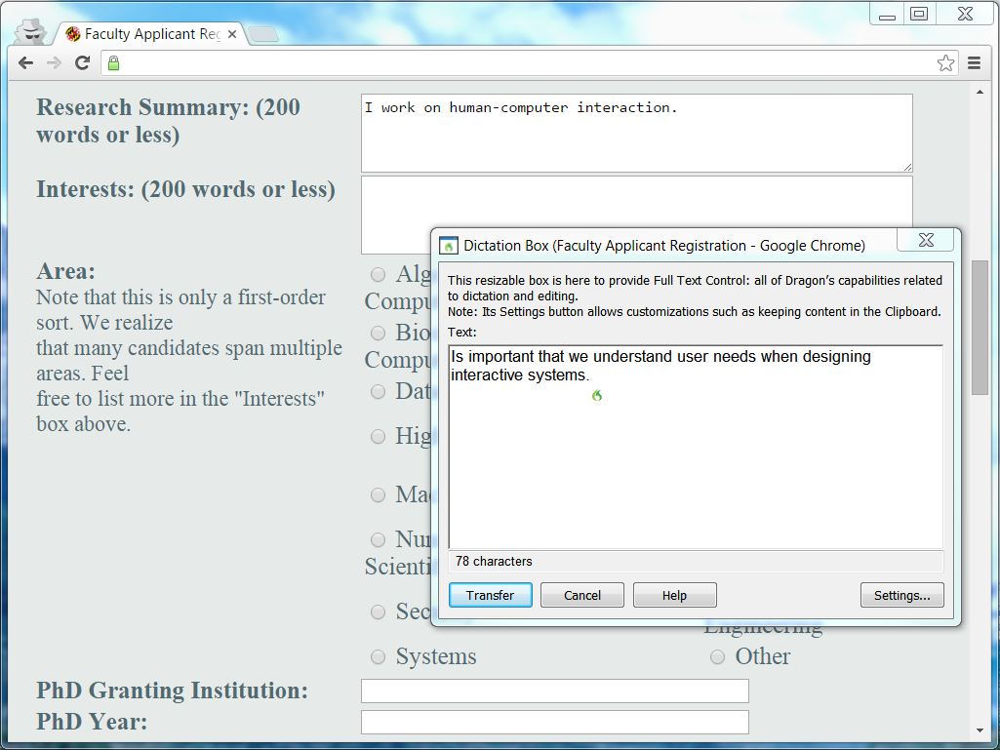 Faculty Applicant Reg
Research Summary: (200
words or less)
I work on human-computer interaction.
Interests: (200 words or less)
Area:
Note that this is only a first-order
sort. We realize
that many candidates span multiple
areas. Feel
free to list more in the "Interests"
box above.
Alg
Compu
Bio
Compu
Dat
Hig
Mac
Nur
Scienti
Sec
Systems
Engineering
Other
Dictation Box (Faculty Applicant Registration - Google Chrome)
This resizable box is here to provide Full Text Control: all of Dragon's capabilities related
to dictation and editing.
Note: Its Settings button allows customizations such as keeping content in the Clipboard.
Text:
Is important that we understand user needs when designing
interactive systems.
78 characters
Transfer Cancel Help Settings...
PhD Granting Institution:
PhD Year: